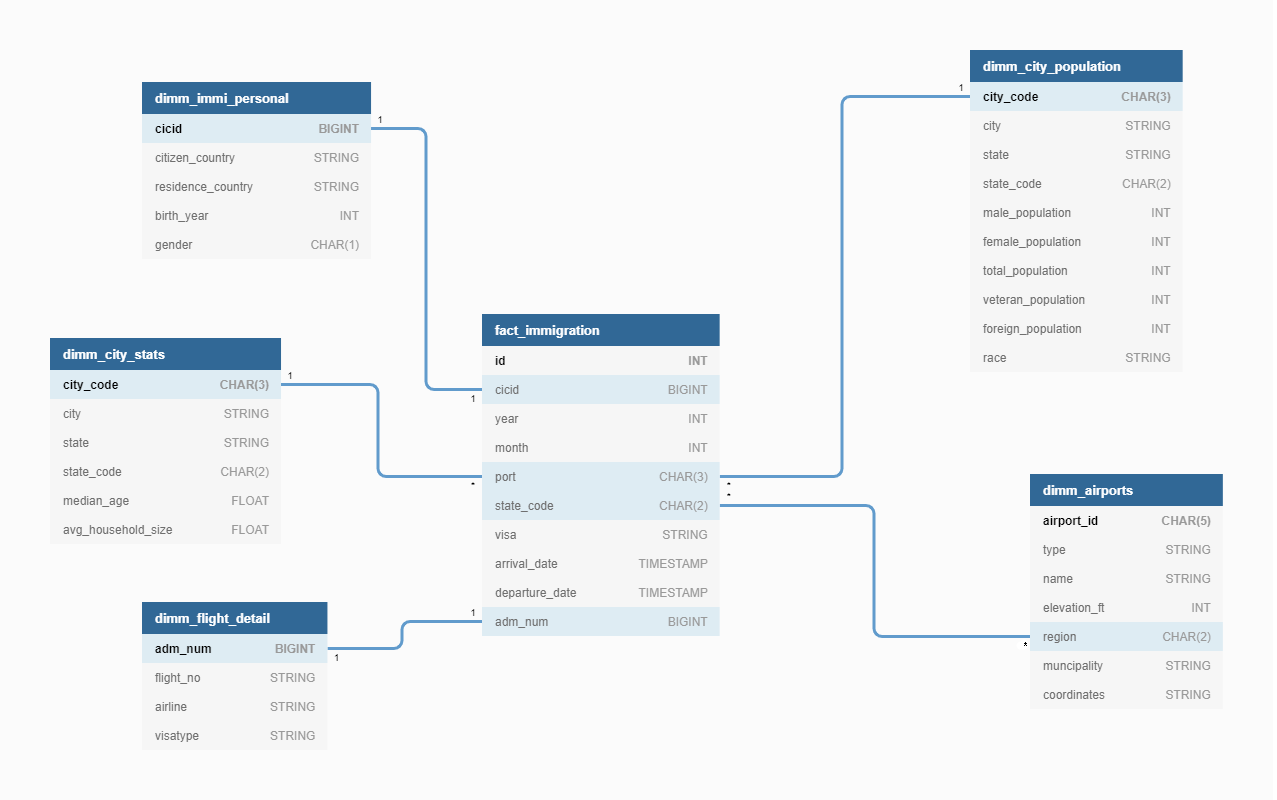 dimm_immi_personal
cicid BIGINT
citizen_country STRING
residence_country STRING
birth_year INT
gender CHAR(1)
1
1
dimm_city_stats
city_code CHAR(3)
city STRING
state STRING
state_code CHAR(2)
median_age FLOAT
avg_household_size FLOAT
1
*
dimm_flight_detail
adm_num BIGINT
flight_no STRING
airline STRING
visatype STRING
1
1
fact_immigration
id INT
cicid BIGINT
year INT
month INT
port CHAR(3)
state_code CHAR(2)
visa STRING
arrival_date TIMESTAMP
departure_date TIMESTAMP
adm_num BIGINT
*
*
dimm_city_population
1
city_code CHAR(3)
city STRING
state STRING
state_code CHAR(2)
male_population INT
female_population INT
total_population INT
veteran_population INT
foreign_population INT
race STRING
dimm_airports
airport_id CHAR(5)
type STRING
name STRING
elevation_ft INT
region CHAR(2)
*
muncipality STRING
coordinates STRING